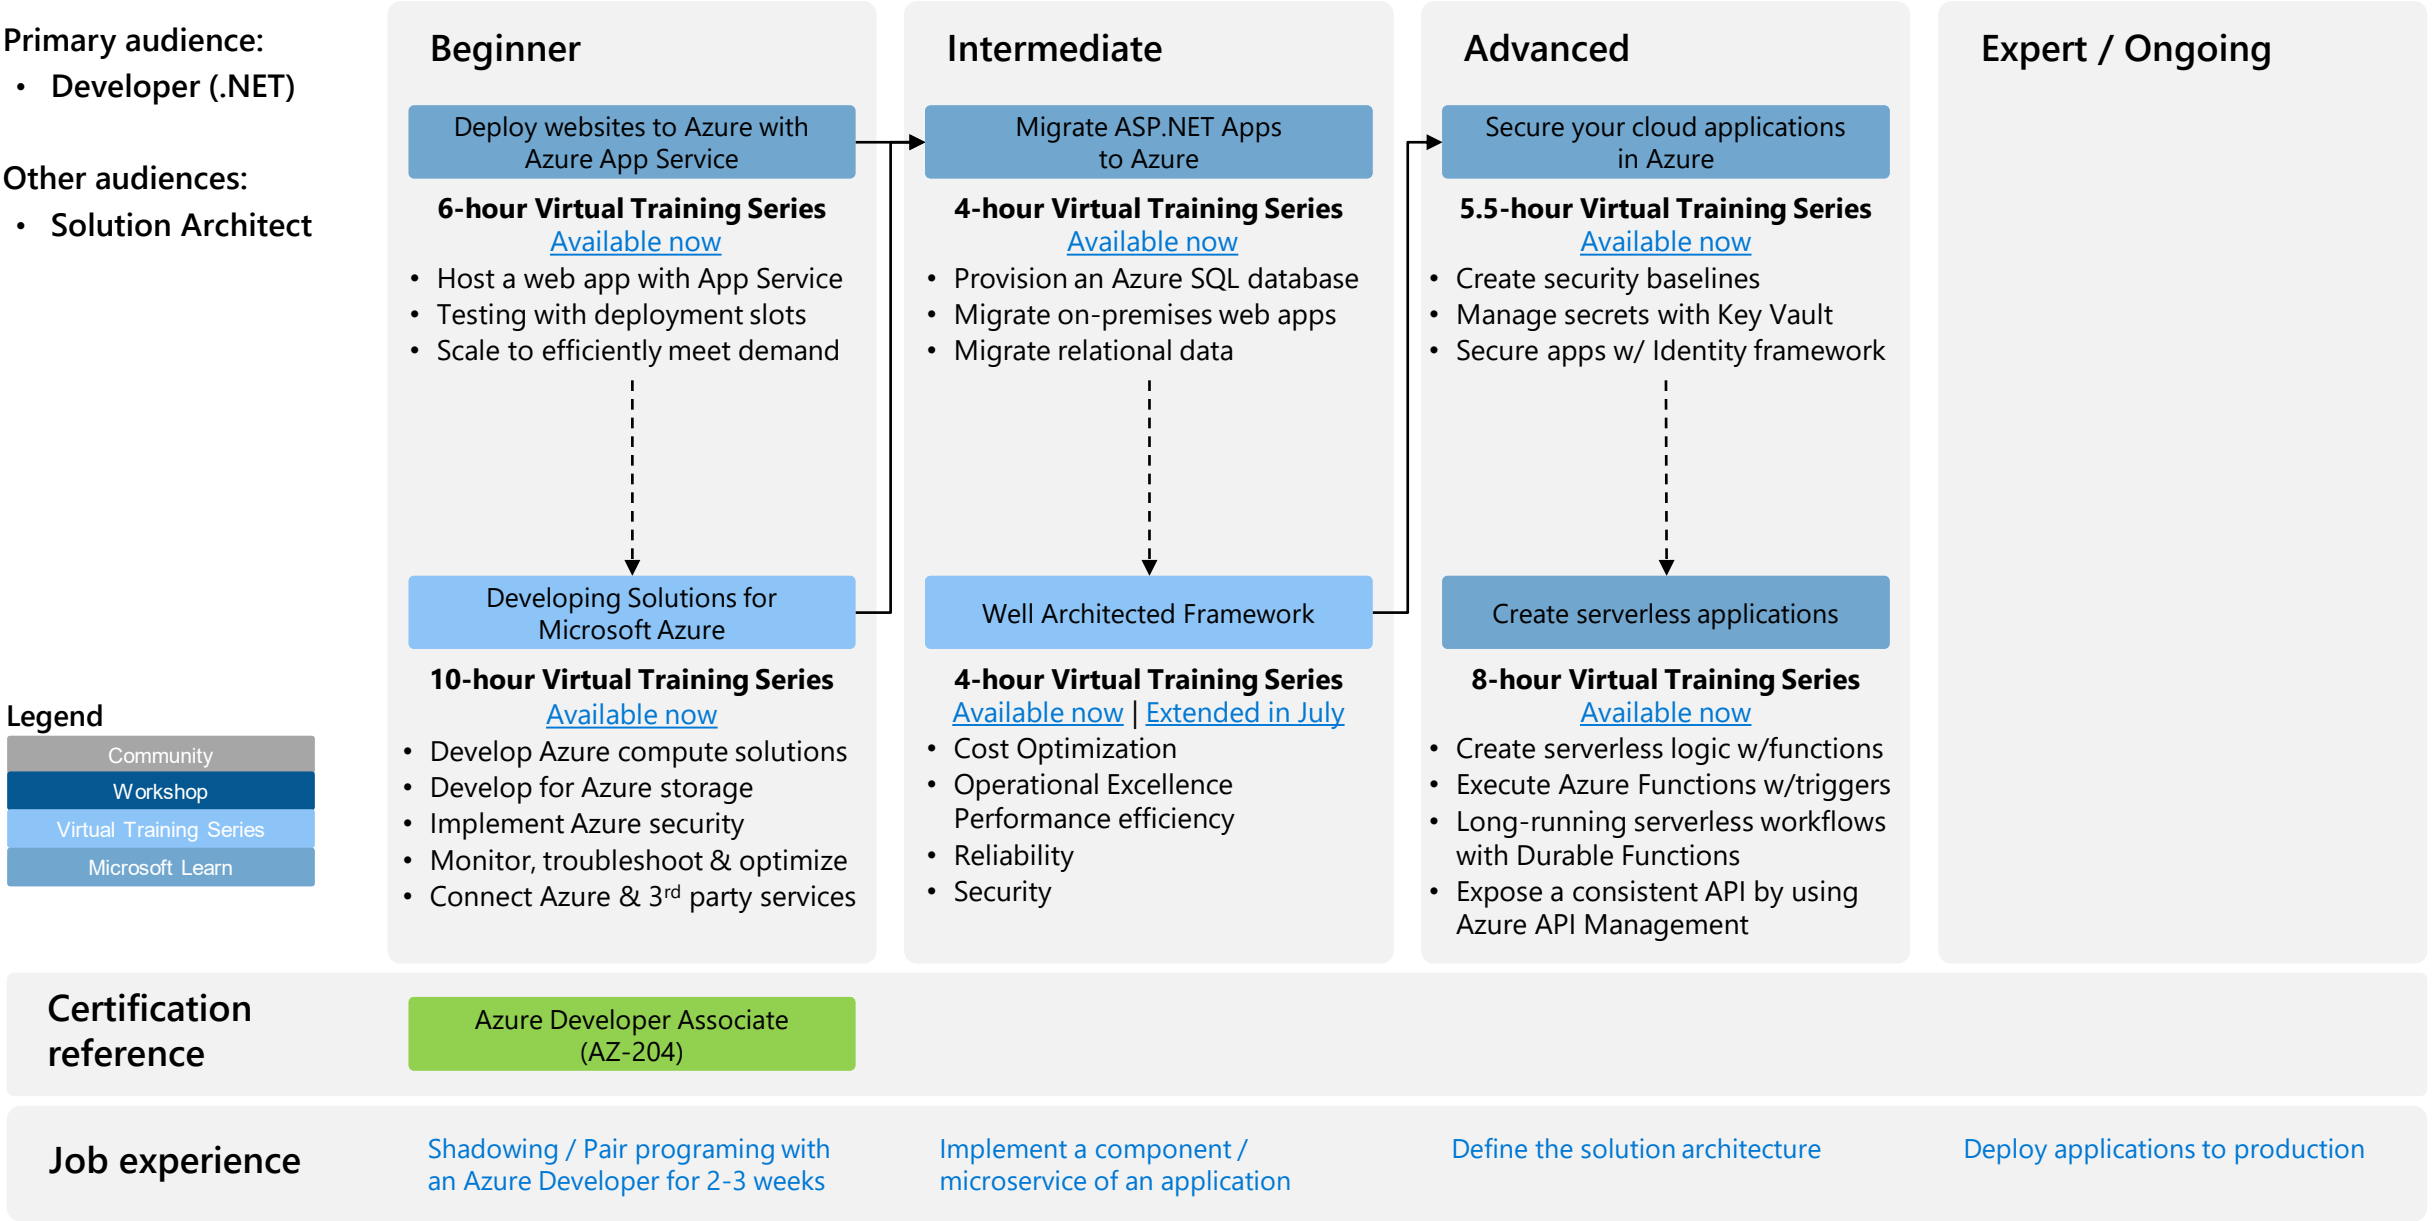 Primary audience:
• Developer (.NET)
Other audiences:
• Solution Architect
Legend
Community
Workshop
Virtual Training Series
Microsoft Learn
Beginner
Deploy websites to Azure with
Azure App Service
6-hour Virtual Training Series
Available now
• Host a web app with App Service
• Testing with deployment slots
• Scale to efficiently meet demand
Developing Solutions for
Microsoft Azure
10-hour Virtual Training Series
Available now
• Develop Azure compute solutions
• Develop for Azure storage
• Implement Azure security
• Monitor, troubleshoot & optimize
• Connect Azure & 3rd party services
Intermediate
Migrate ASP.NET Apps
to Azure
4-hour Virtual Training Series
Available now
• Provision an Azure SQL database
• Migrate on-premises web apps
• Migrate relational data
Well Architected Framework
4-hour Virtual Training Series
Available now | Extended in July
• Cost Optimization
• Operational Excellence
Performance efficiency
• Reliability
• Security
Advanced
Secure your cloud applications
in Azure
5.5-hour Virtual Training Series
Available now
• Create security baselines
• Manage secrets with Key Vault
• Secure apps w/ Identity framework
Create serverless applications
8-hour Virtual Training Series
Available now
• Create serverless logic w/functions
• Execute Azure Functions w/triggers
• Long-running serverless workflows
with Durable Functions
• Expose a consistent API by using
Azure API Management
Expert / Ongoing
Certification
reference
Azure Developer Associate
(AZ-204)
Job experience
Shadowing / Pair programing with
an Azure Developer for 2-3 weeks
Implement a component /
microservice of an application
Define the solution architecture
Deploy applications to production